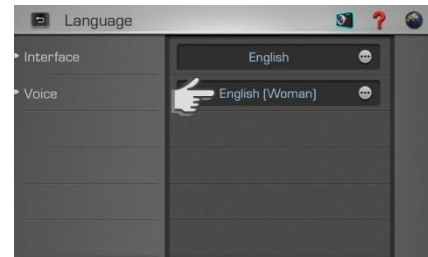 Language
?
Interface
English
Voice
English (Woman)